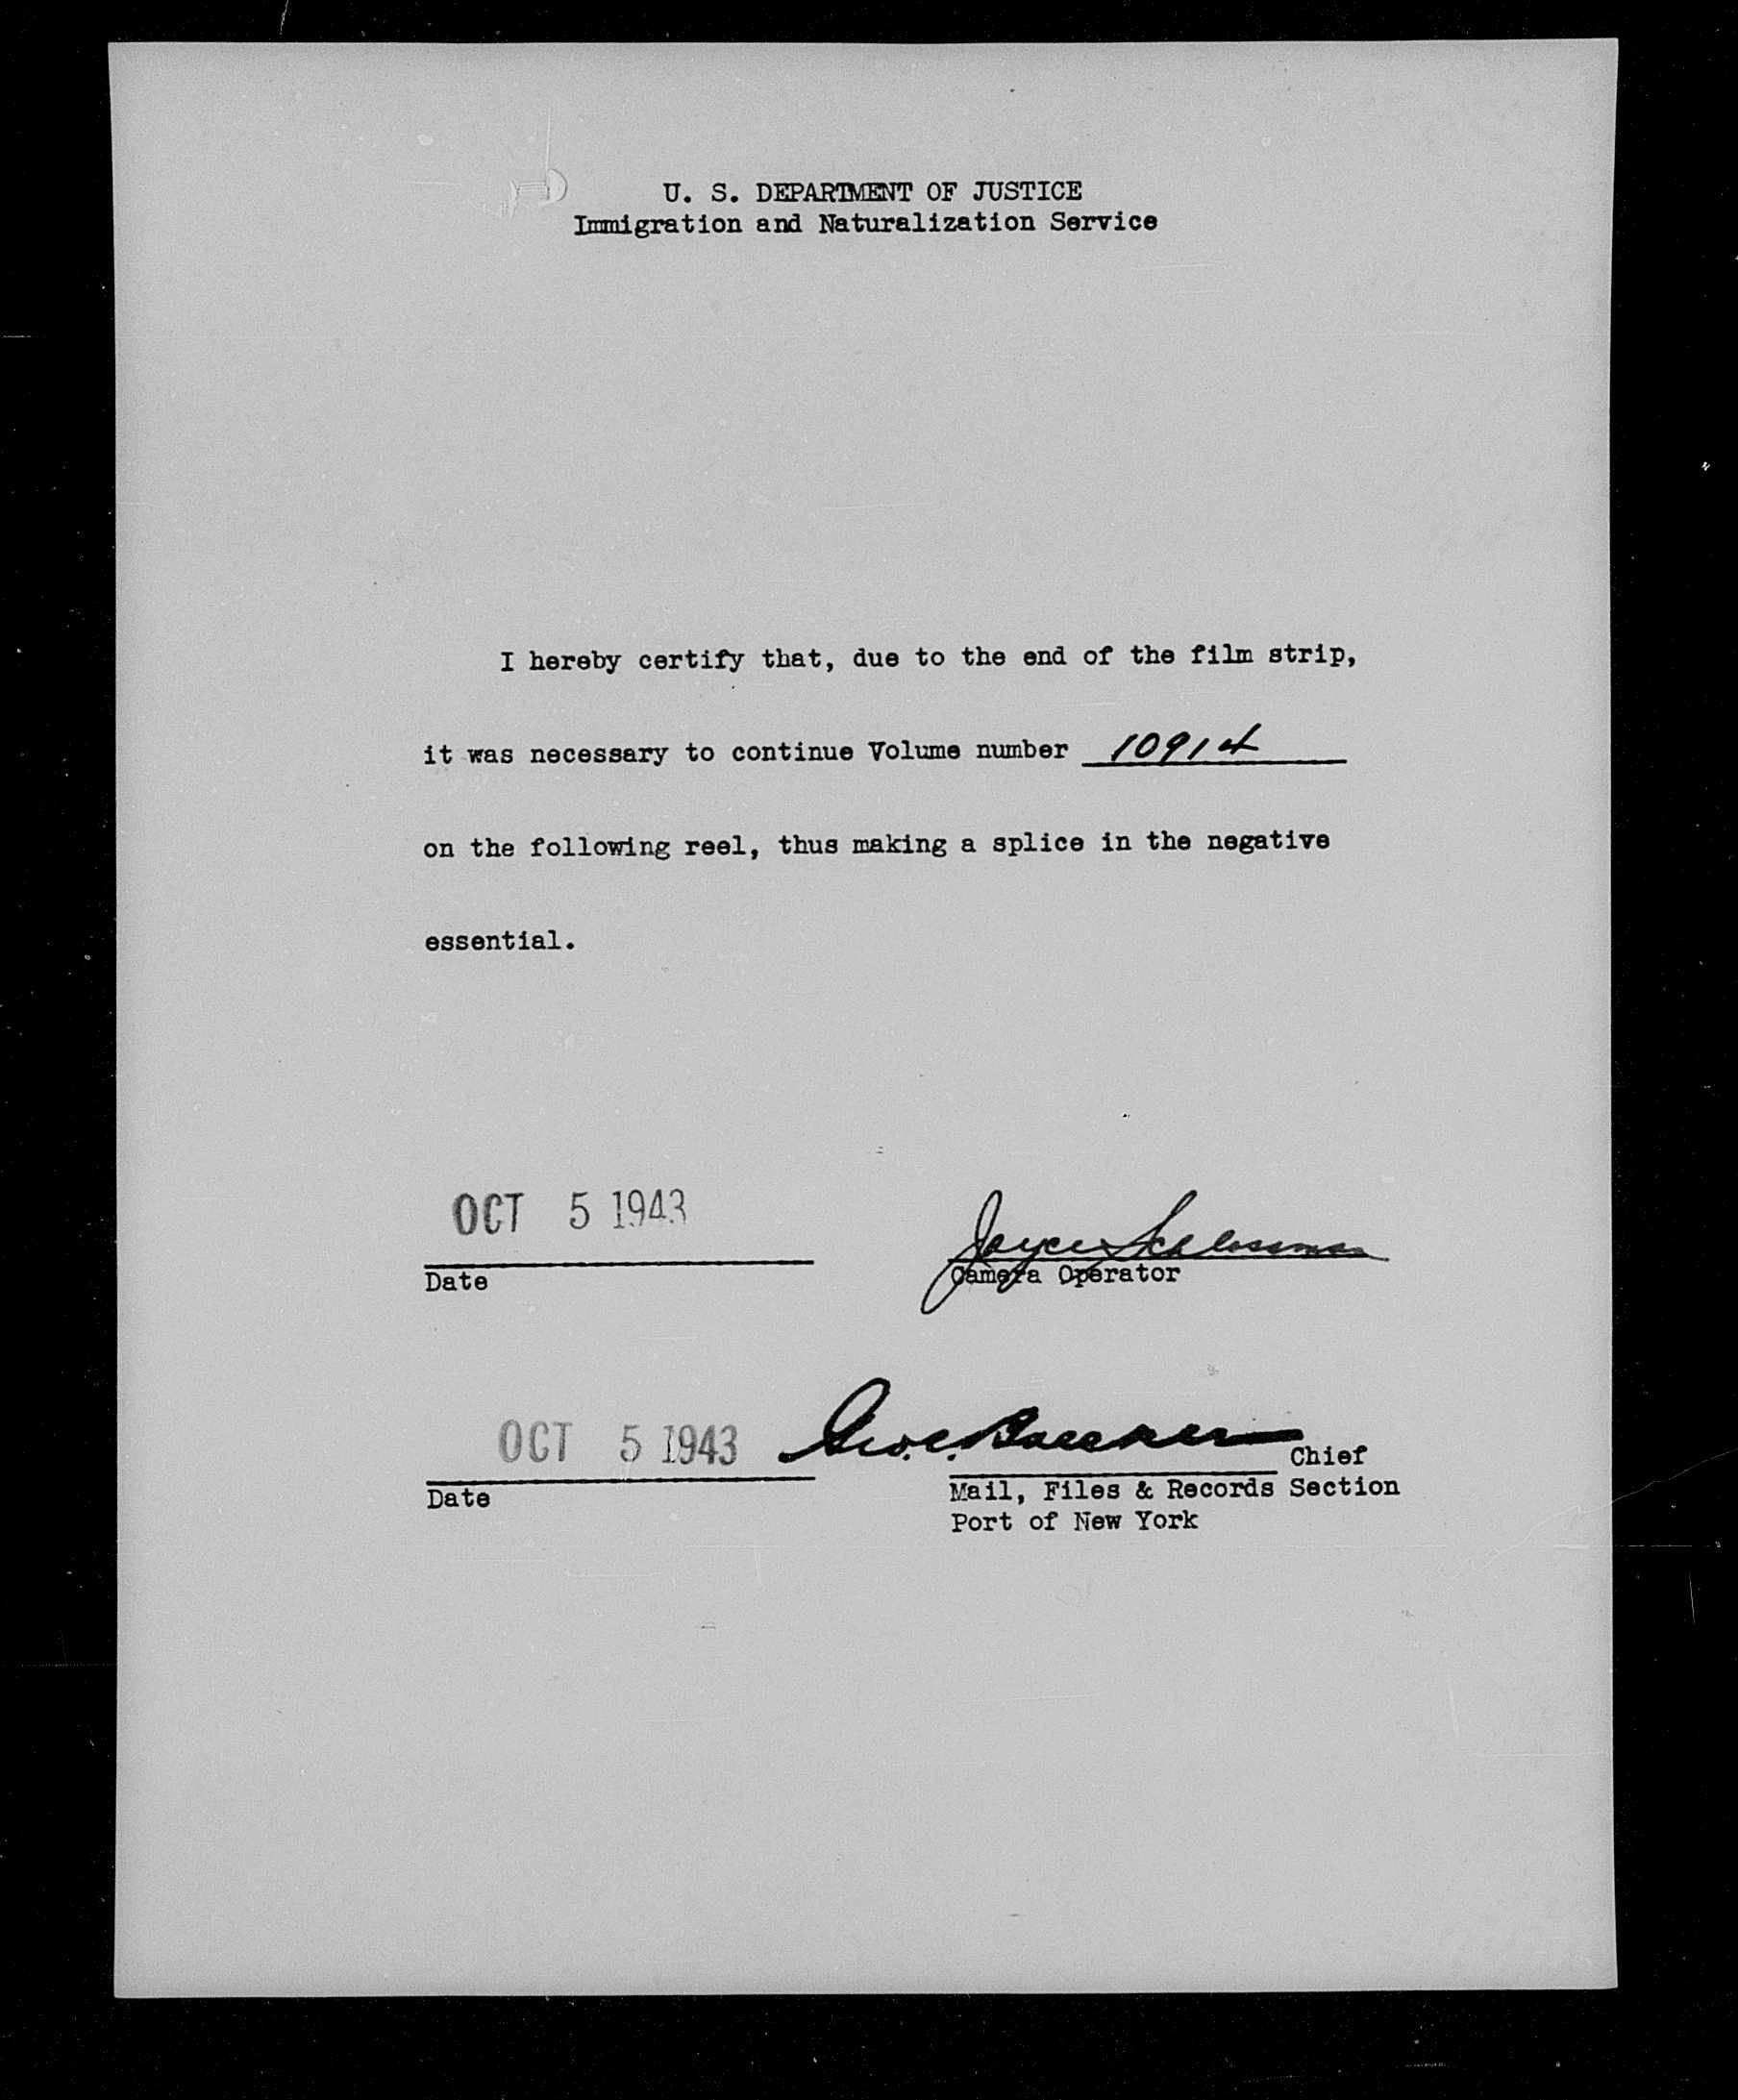 U. S. DEPARTMENT OF JUSTICE
Immigration and Naturalization Service
I hereby certify that, due to the end of the film strip,
it was necessary to continue Volume number 10914
on the following reel, thus making a splice in the negative
essential.
OCT 5 1943
Joyce Schlossman
Date
Camera Operator
OCT 5 1943
Chief
Date
Mail, Files & Records Section
Port of New York